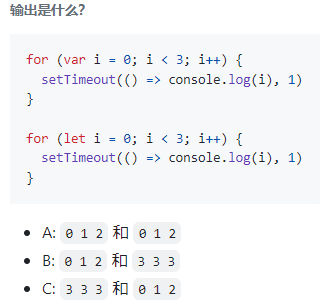 输出是什么?
for (var i = 0; i < 3; i++) {
  setTimeout(() => console.log(i), 1)
}
for (let i = 0; i < 3; i++) {
  setTimeout(() => console.log(i), 1)
}
• A: 0 1 2 和 0 1 2
• B: 0 1 2 和 3 3 3
• C: 3 3 3 和 0 1 2